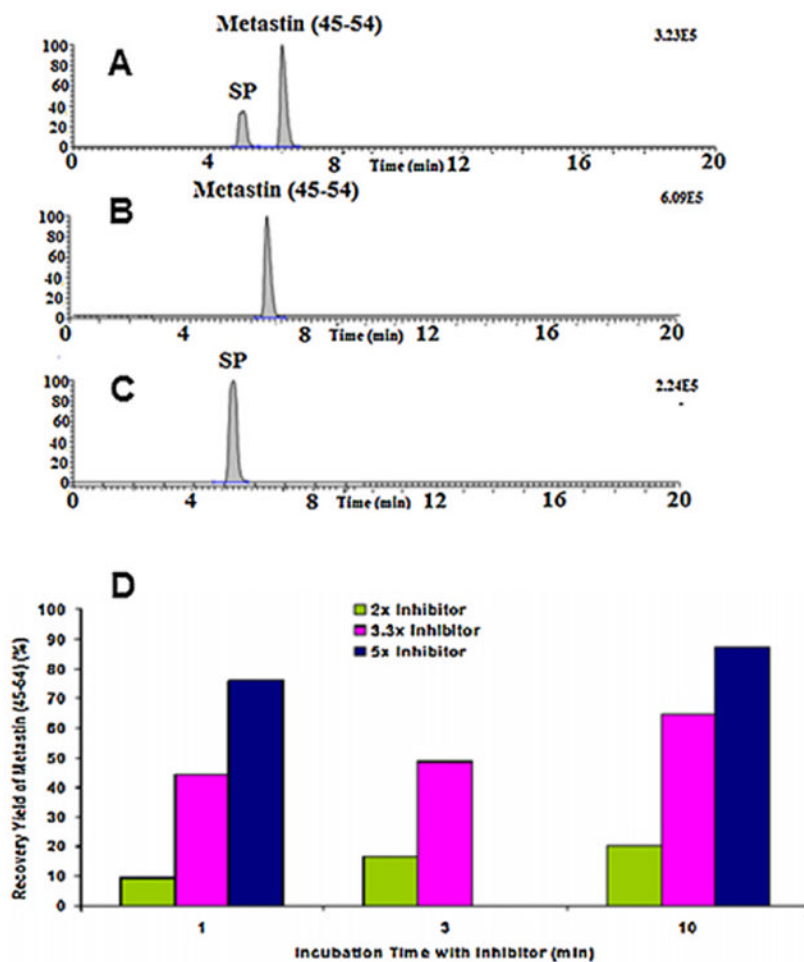 Metastin (45-54)
A
3.23E5
SP
100
80
60
40
20
0
0 4 8 Time (min) 12 16 20
Metastin (45-54)
B
6.09E5
100
80
60
40
20
0
0 4 8 Time (min) 12 16 20
SP
C
2.24E5
100
80
60
40
20
0
0 4 8 Time (min) 12 16 20
D
Recovery Yield of Metastin (45-54) (%)
100
90
80
70
60
50
40
30
20
10
0
2x Inhibitor
3.3x Inhibitor
5x Inhibitor
1 3 10
Incubation Time with Inhibitor (min)